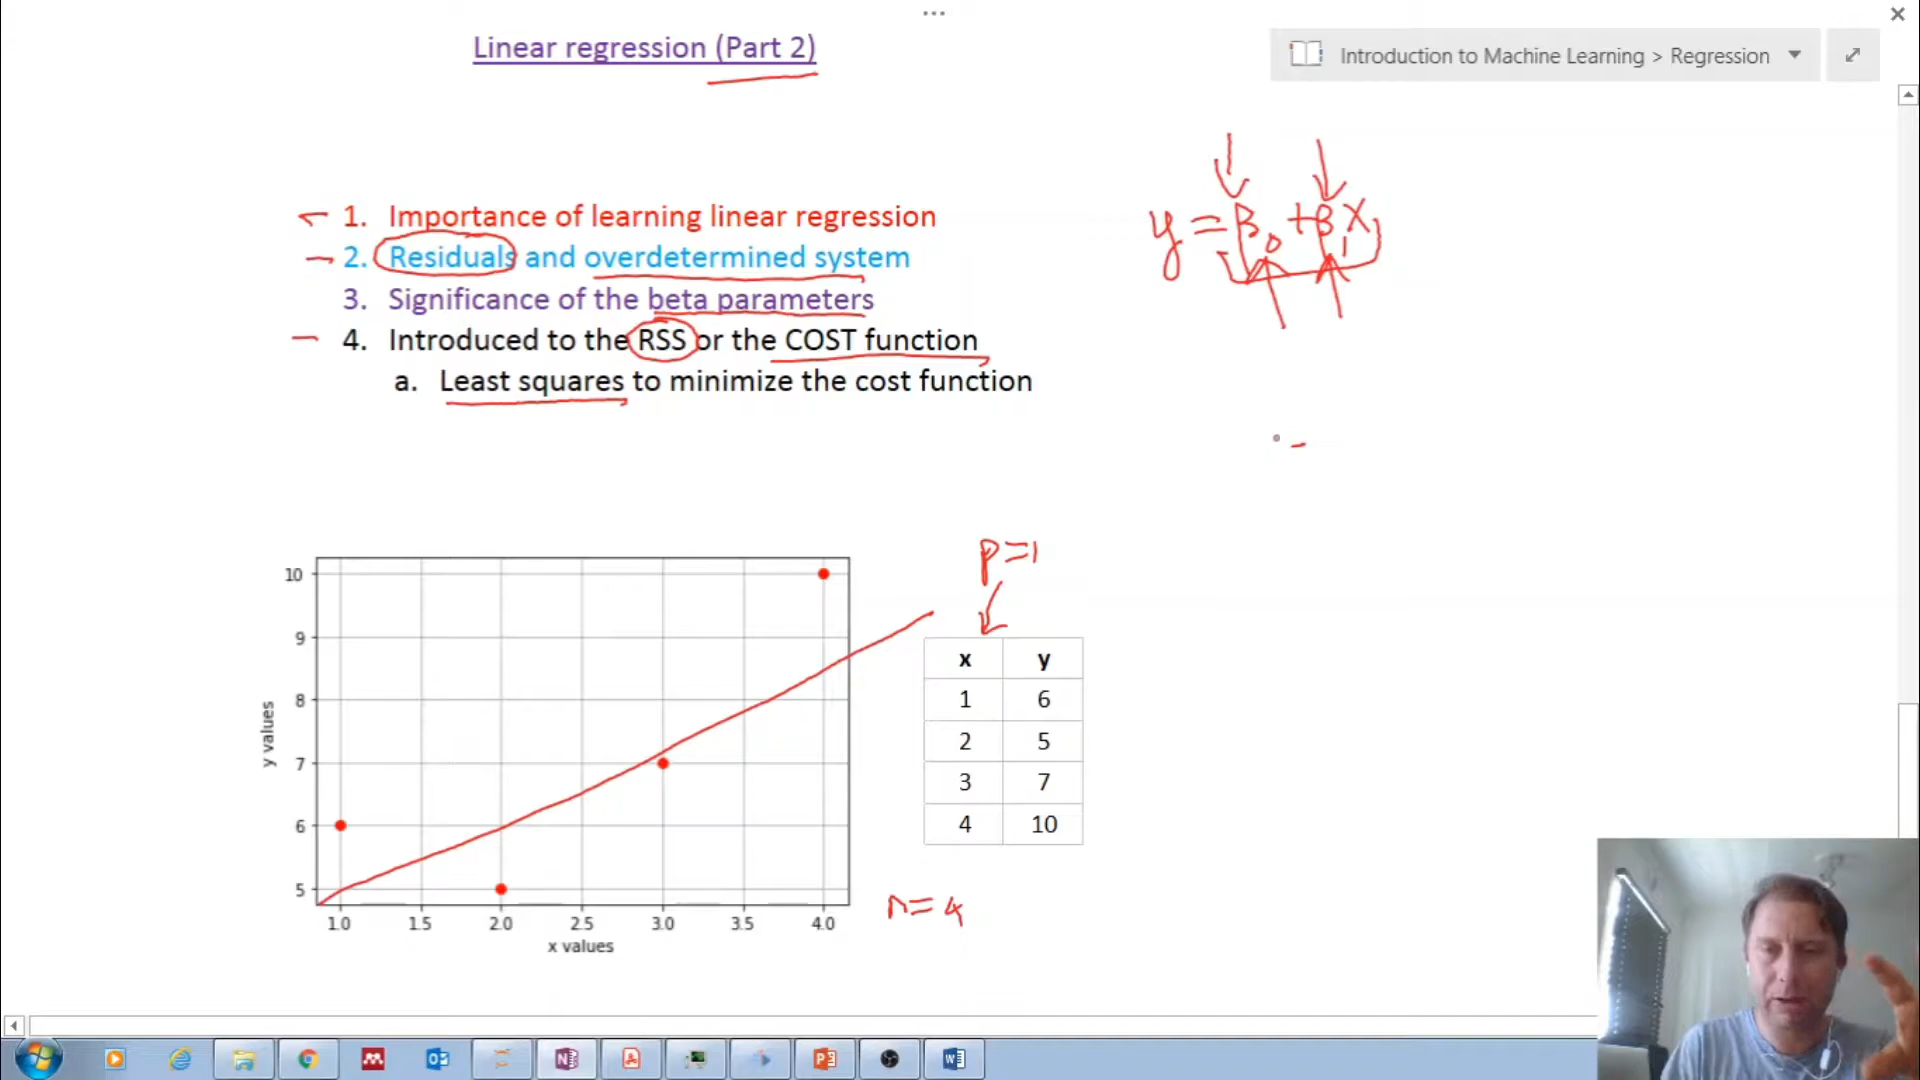 Linear regression (Part 2)
Introduction to Machine Learning > Regression
1. Importance of learning linear regression
2. Residuals and overdetermined system
3. Significance of the beta parameters
4. Introduced to the RSS or the COST function
a. Least squares to minimize the cost function
y = B0 + B1X
p=1
x y
1 6
2 5
3 7
4 10
n=4
10
9
8
7
6
5
y values
1.0 1.5 2.0 2.5 3.0 3.5 4.0
x values